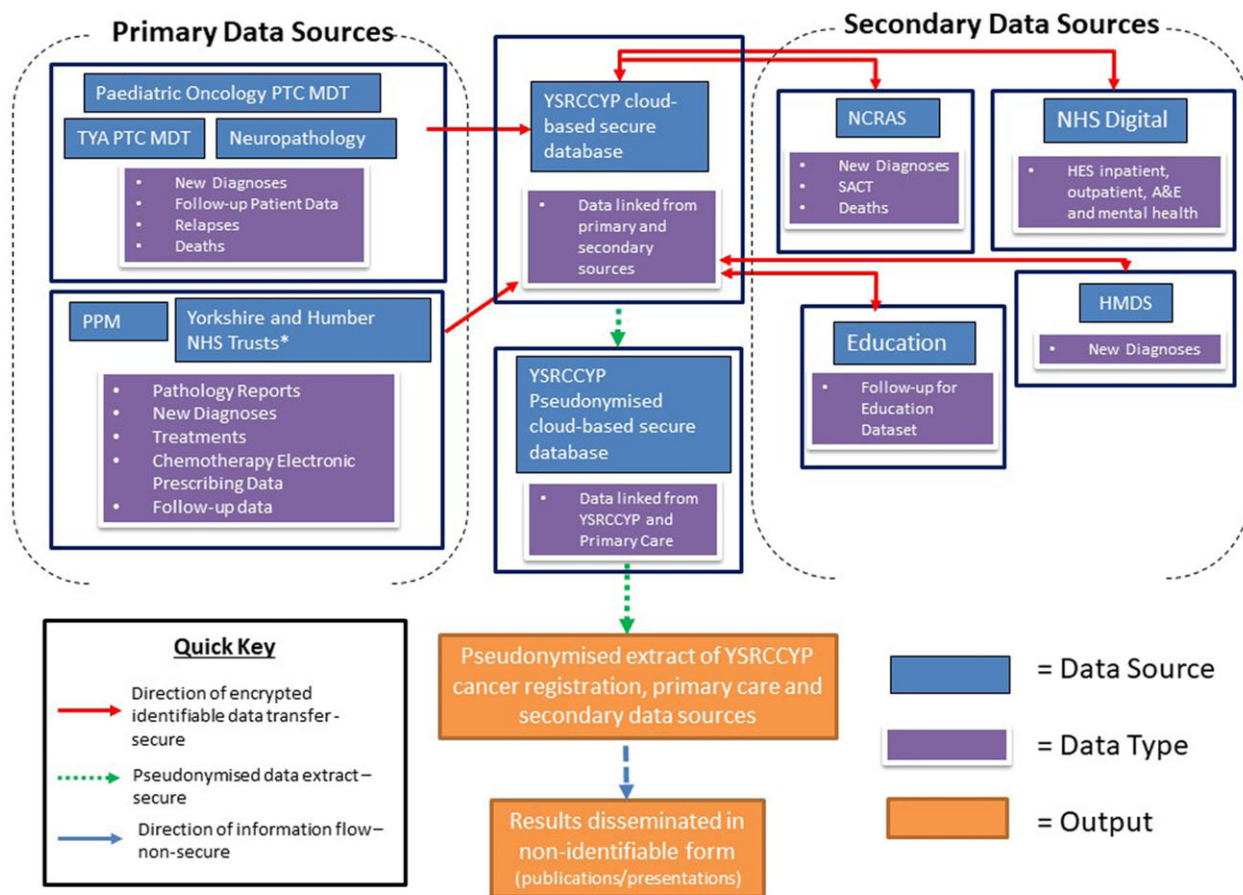 Primary Data Sources
Paediatric Oncology PTC MDT
TYA PTC MDT
Neuropathology
• New Diagnoses
• Follow-up Patient Data
• Relapses
• Deaths
PPM
Yorkshire and Humber
NHS Trusts*
• Pathology Reports
• New Diagnoses
• Treatments
• Chemotherapy Electronic
Prescribing Data
• Follow-up data
YSRCCYP cloud-
based secure
database
• Data linked from
primary and
secondary
sources
YSRCCYP
Pseudonymised
cloud-based secure
database
• Data linked from
YSRCCYP and
Primary Care
Secondary Data Sources
NCRAS
• New Diagnoses
• SACT
• Deaths
NHS Digital
• HES inpatient,
outpatient, A&E
and mental health
HMDS
• New Diagnoses
Education
• Follow-up for
Education
Dataset
Quick Key
Direction of encrypted
identifiable data transfer -
secure
Pseudonymised data extract –
secure
Direction of information flow –
non-secure
Pseudonymised extract of YSRCCYP
cancer registration, primary care and
secondary data sources
Results disseminated in
non-identifiable form
(publications/presentations)
= Data Source
= Data Type
= Output